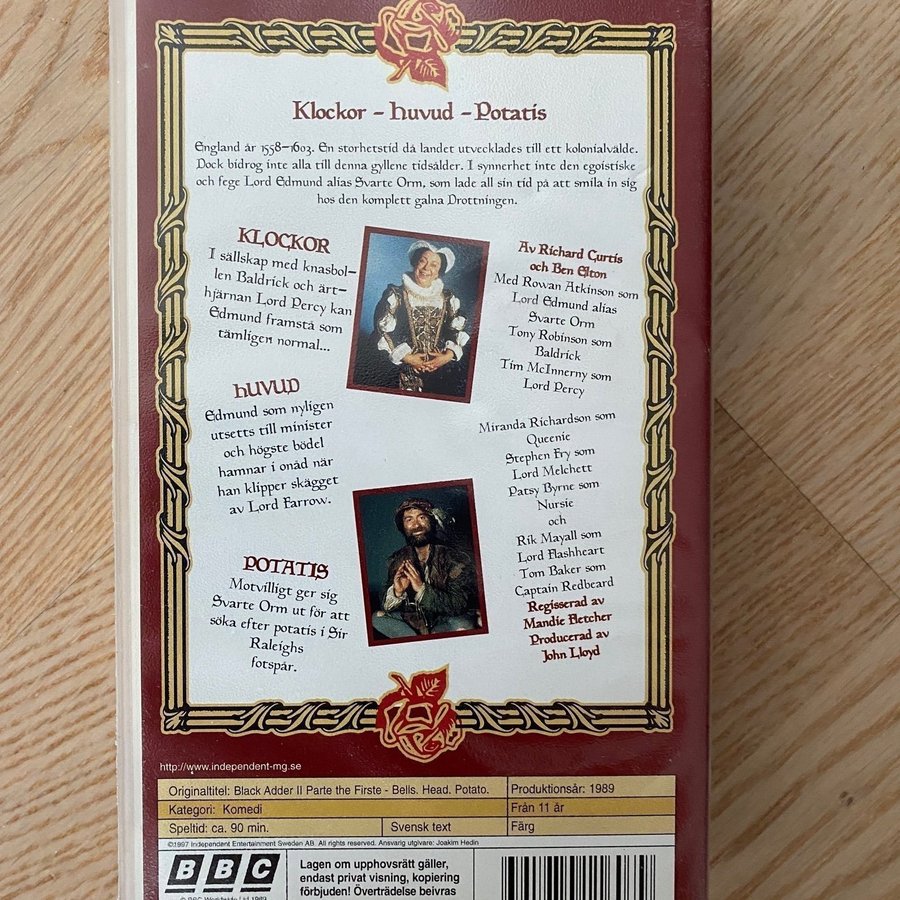 Klockor - Huvud - Potatis
England år 1558–1603. En storhetstid då landet utvecklades till ett kolonialvälde.
Dock bidrog inte alla till denna gyllene tidsålder. I synnerhet inte den egoistiske
och fege Lord Edmund alias Svarte Orm, som lade all sin tid på att smila in sig
hos den komplett galna Drottningen.
KLOCKOR
I sällskap med knasbol-
len Baldrick och ärt-
hjärnan Lord Percy kan
Edmund framstå som
tämligen normal...
HUVUD
Edmund som nyligen
utsetts till minister
och högste bödel
hamnar i onåd när
han klipper skägget
av Lord Farrow.
POTATIS
Motvilligt ger sig
Svarte Orm ut för att
söka efter potatis i Sir
Raleighs
fotspår.
Av Richard Curtis
och Ben Elton
Med Rowan Atkinson som
Lord Edmund alias
Svarte Orm
Tony Robinson som
Baldrick
Tim McInnerny som
Lord Percy
Miranda Richardson som
Queenie
Stephen Fry som
Lord Melchett
Patsy Byrne som
Nursie
och
Rik Mayall som
Lord Flashheart
Tom Baker som
Captain Redbeard
Regisserad av
Mandie Fletcher
Producerad av
John Lloyd
http://www.independent-mg.se
Originaltitel: Black Adder II Parte the Firste - Bells. Head. Potato.
Produktionsår: 1989
Kategori: Komedi
Från 11 år
Speltid: ca. 90 min.
Svensk text
Färg
©1997 Independent Entertainment Sweden AB. All rights reserved. Ansvarig utgivare: Joakim Hedin
BBC
Lagen om upphovsrätt gäller,
endast privat visning, kopiering
förbjuden! Överträdelse beivras
© BBC Worldwide Ltd 1989